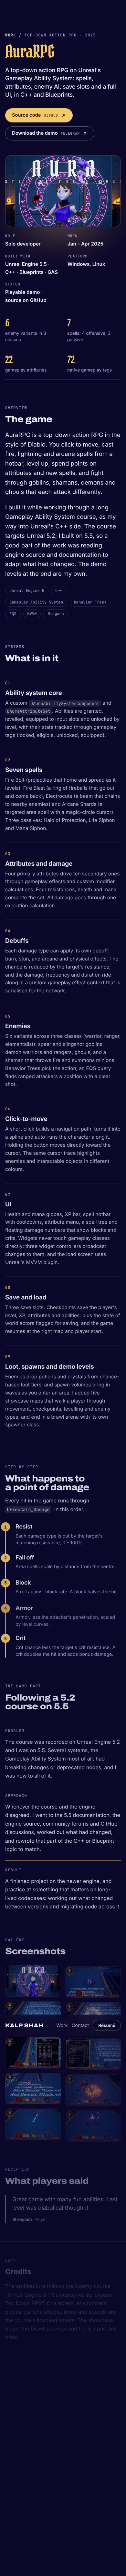 WORK / TOP-DOWN ACTION RPG · 2025
AuraRPG
A top-down action RPG on Unreal's
Gameplay Ability System: spells,
attributes, enemy AI, save slots and a full
UI, in C++ and Blueprints.
Source code GITHUB ↗
Download the demo TELEGRAM ↗
AURA
ROLE
Solo developer
WHEN
Jan – Apr 2025
BUILT WITH
Unreal Engine 5.5 ·
C++ · Blueprints · GAS
PLATFORM
Windows, Linux
STATUS
Playable demo ·
source on GitHub
6
enemy variants in 3
classes
7
spells: 4 offensive, 3
passive
22
gameplay attributes
72
native gameplay tags
OVERVIEW
The game
AuraRPG is a top-down action RPG in the
style of Diablo. You click to move, cast
fire, lightning and arcane spells from a
hotbar, level up, spend points on
attributes and new spells, and fight
through goblins, shamans, demons and
ghouls that each attack differently.
I built it while working through a long
Gameplay Ability System course, as my
way into Unreal's C++ side. The course
targets Unreal 5.2; I built on 5.5, so a
good part of the work was reading
engine source and documentation to
find what had changed. The model and
levels at the end are my own.
Unreal Engine 5
C++
Gameplay Ability System
Behavior Trees
EQS
MVVM
Niagara
SYSTEMS
What is in it
01
Ability system core
A custom UAuraAbilitySystemComponent and
UAuraAttributeSet. Abilities are granted,
levelled, equipped to input slots and unlocked by
level, with their state tracked through gameplay
tags (locked, eligible, unlocked, equipped).
02
Seven spells
Fire Bolt (projectiles that home and spread as it
levels), Fire Blast (a ring of fireballs that go out
and come back), Electrocute (a beam that chains
to nearby enemies) and Arcane Shards (a
targeted area spell with a magic-circle cursor).
Three passives: Halo of Protection, Life Siphon
and Mana Siphon.
03
Attributes and damage
Four primary attributes drive ten secondary ones
through gameplay effects and custom modifier
calculations. Four resistances, health and mana
complete the set. All damage goes through one
execution calculation.
04
Debuffs
Each damage type can apply its own debuff:
burn, stun, and arcane and physical effects. The
chance is reduced by the target's resistance,
and the damage, frequency and duration ride
along in a custom gameplay effect context that is
serialised for the network.
05
Enemies
Six variants across three classes (warrior, ranger,
elementalist): spear and slingshot goblins,
demon warriors and rangers, ghouls, and a
shaman that throws fire and summons minions.
Behavior Trees pick the action; an EQS query
finds ranged attackers a position with a clear
shot.
06
Click-to-move
A short click builds a navigation path, turns it into
a spline and auto-runs the character along it.
Holding the button moves directly toward the
cursor. The same cursor trace highlights
enemies and interactable objects in different
colours.
07
UI
Health and mana globes, XP bar, spell hotbar
with cooldowns, attribute menu, a spell tree and
floating damage numbers coloured by outcome.
Widgets never touch gameplay classes
directly: three widget controllers broadcast
changes to them, and the load screen uses
Unreal's MVVM plugin.
08
Save and load
Three save slots. Checkpoints save the player's
level, XP, attributes and abilities, plus the state of
world actors flagged for saving, and the game
resumes at the right map and player start.
09
Loot, spawns and demo levels
Enemies drop potions and crystals from chance-
based loot tiers, and spawn volumes bring in
waves as you enter an area. I added five
showcase maps that walk a player through
movement, checkpoints, enemy levels and
enemy types, and end in a brawl arena with its own
spawner class.
STEP BY STEP
What happens to
a point of damage
Every hit in the game runs through
UExecCalc_Damage, in this order.
1
Resist
Each damage type is cut by the target's
matching resistance, 0 – 100%.
2
Fall off
Area spells scale by distance from the centre.
3
Block
A roll against block rate. A block halves the hit.
4
Armor
Armor, less the attacker's penetration, scaled
by level curves.
5
Crit
Crit chance less the target's crit resistance. A
crit doubles the hit and adds bonus damage.
THE HARD PART
Following a 5.2
course on 5.5
PROBLEM
The course was recorded on Unreal Engine 5.2
and I was on 5.5. Several systems, the
Gameplay Ability System most of all, had
breaking changes or deprecated nodes, and I
was new to all of it.
APPROACH
Whenever the course and the engine
disagreed, I went to the 5.5 documentation, the
engine source, community forums and GitHub
discussions, worked out what had changed,
and rewrote that part of the C++ or Blueprint
logic to match.
RESULT
A finished project on the newer engine, and
practice at something that matters on long-
lived codebases: working out what moved
between versions and migrating code across it.
GALLERY
Screenshots
KALP SHAH
Work
Contact
Résumé
RECEPTION
What players said
Great game with many fun abilities. Last
level was diabolical though :)
Shreyash Player
Credits